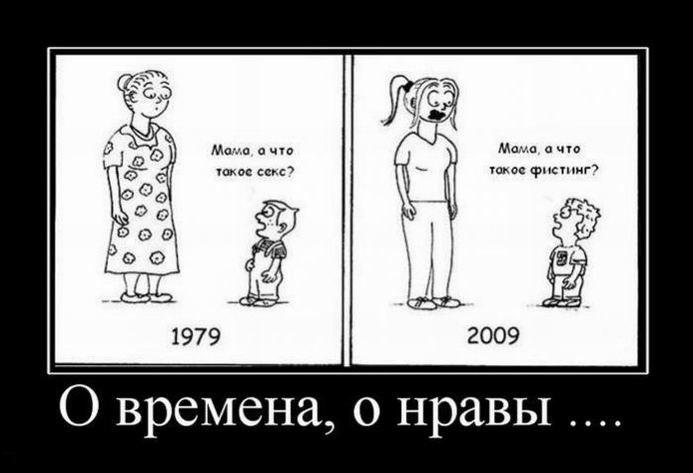 Мама, а что
такое секс?
1979
Мама, а что
такое фистинг?
2009
О времена, о нравы ....